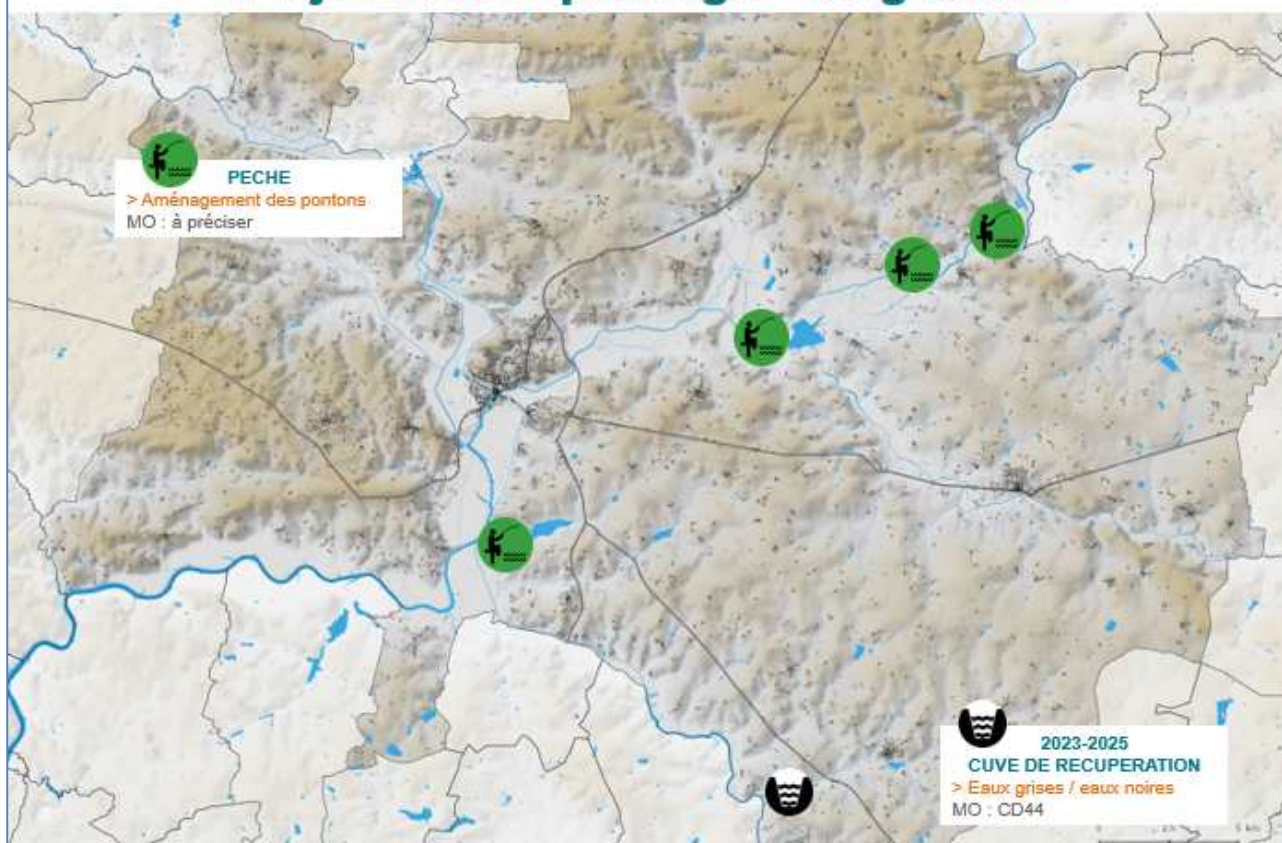 PECHE
> Aménagement des pontons
MO : à préciser
2023-2025
CUVE DE RECUPERATION
> Eaux grises / eaux noires
MO : CD44